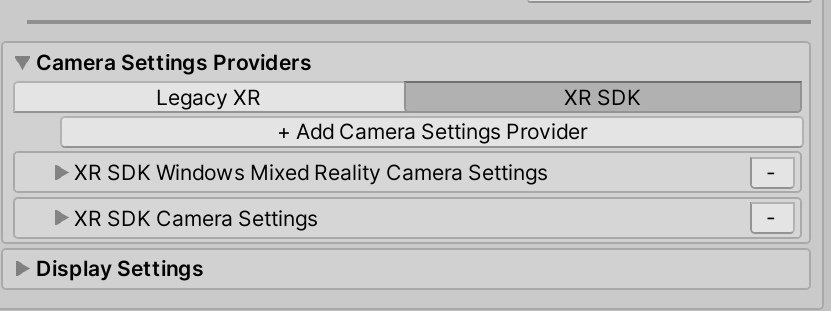 Camera Settings Providers
Legacy XR
XR SDK
+ Add Camera Settings Provider
XR SDK Windows Mixed Reality Camera Settings
-
XR SDK Camera Settings
-
Display Settings